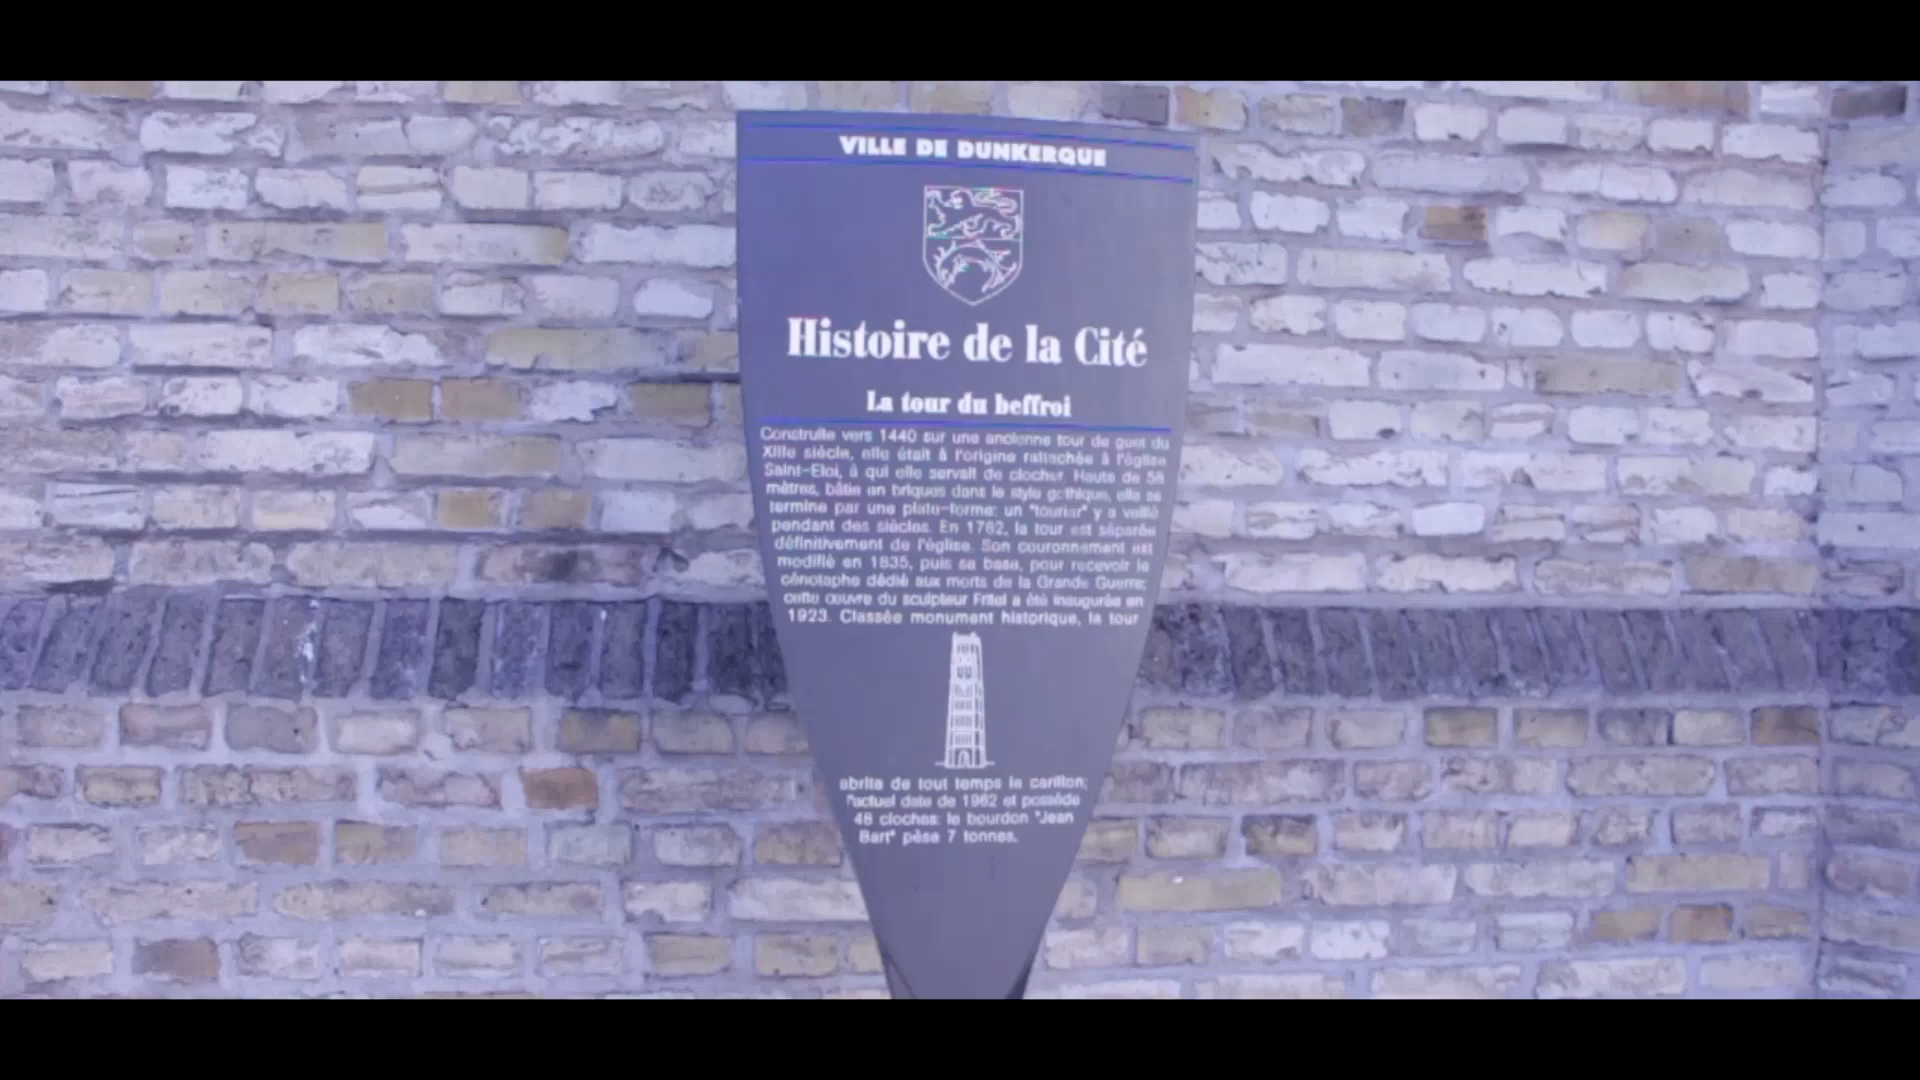 VILLE DE DUNKERQUE
Histoire de la Cité
La tour du beffroi
Construite vers 1440 sur une ancienne tour de guet du
XIIIe siècle, elle était à l'origine rattachée à l'église
Saint-Eloi, à qui elle servait de clocher. Haute de 58
mètres, bâtie en briques dans le style gothique, elle se
termine par une plate-forme: un "tourier" y a veillé
pendant des siècles. En 1782, la tour est séparée
définitivement de l'église. Son couronnement est
modifié en 1835, puis sa base, pour recevoir le
cénotaphe dédié aux morts de la Grande Guerre;
cette œuvre du sculpteur Fritel a été inaugurée en
1923. Classée monument historique, la tour
abrite de tout temps le carillon;
l'actuel date de 1962 et possède
48 cloches: le bourdon "Jean
Bart" pèse 7 tonnes.